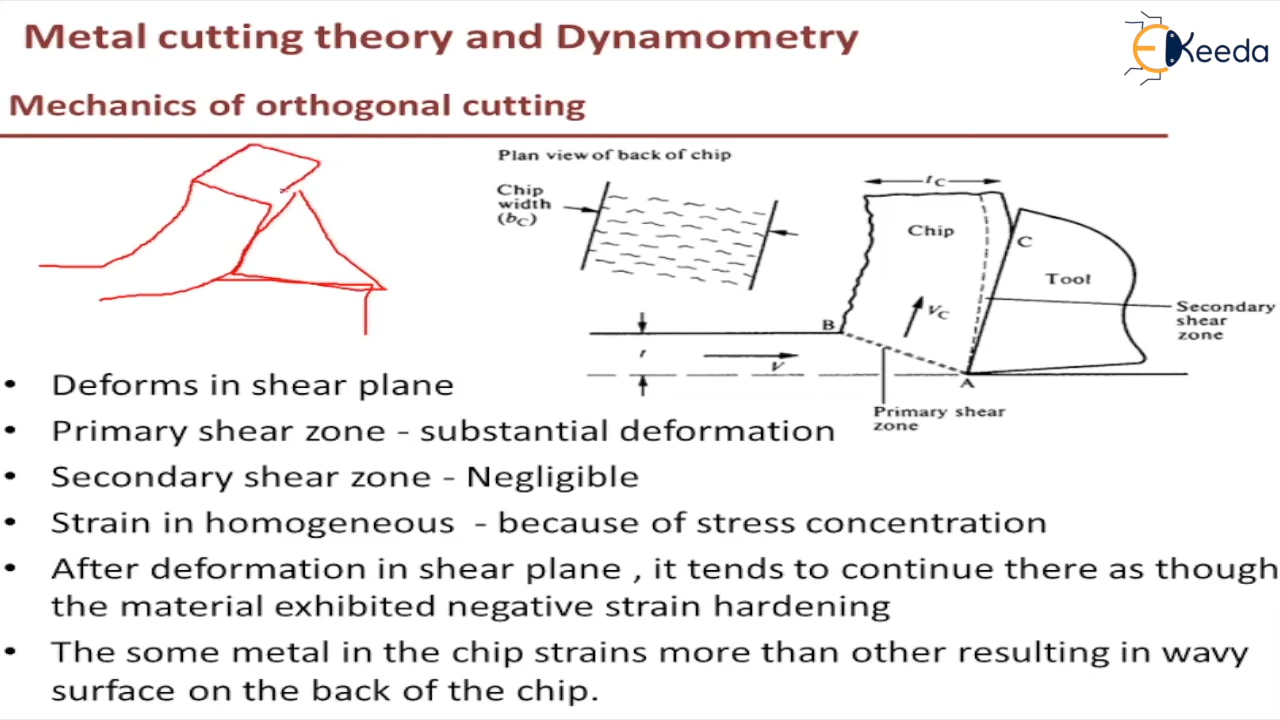 Metal cutting theory and Dynamometry
EKeeda
Mechanics of orthogonal cutting
Plan view of back of chip
Chip
width
(bC)
tC
Chip
C
Tool
Secondary
shear
zone
VC
B
t
V
A
Primary shear
zone
• Deforms in shear plane
• Primary shear zone - substantial deformation
• Secondary shear zone - Negligible
• Strain in homogeneous - because of stress concentration
• After deformation in shear plane , it tends to continue there as though
the material exhibited negative strain hardening
• The some metal in the chip strains more than other resulting in wavy
surface on the back of the chip.